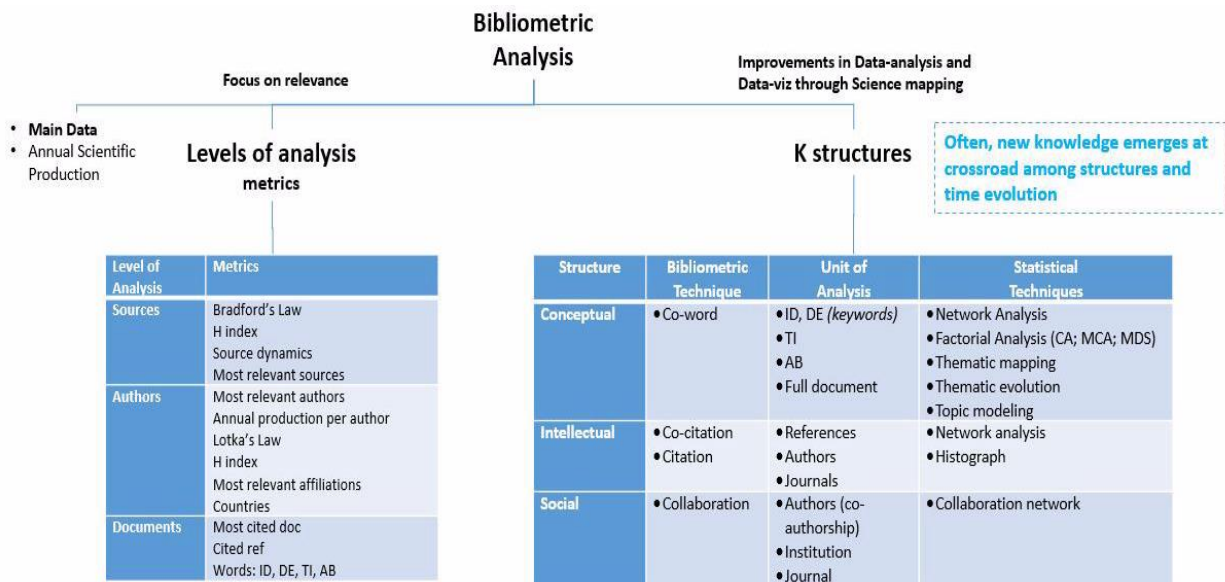 Bibliometric
Analysis
Focus on relevance
Improvements in Data-analysis and
Data-viz through Science mapping
• Main Data
• Annual Scientific
Production
Levels of analysis
metrics
K structures
Often, new knowledge emerges at
crossroad among structures and
time evolution
Level of
Analysis
Metrics
Sources
Bradford's Law
H index
Source dynamics
Most relevant sources
Authors
Most relevant authors
Annual production per author
Lotka's Law
H index
Most relevant affiliations
Countries
Documents
Most cited doc
Cited ref
Words: ID, DE, TI, AB
Structure
Bibliometric
Technique
Unit of
Analysis
Statistical
Techniques
Conceptual
• Co-word
• ID, DE (keywords)
• TI
• AB
• Full document
• Network Analysis
• Factorial Analysis (CA; MCA; MDS)
• Thematic mapping
• Thematic evolution
• Topic modeling
Intellectual
• Co-citation
• Citation
• References
• Authors
• Journals
• Network analysis
• Histograph
Social
• Collaboration
• Authors (co-
authorship)
• Institution
• Journal
• Collaboration network